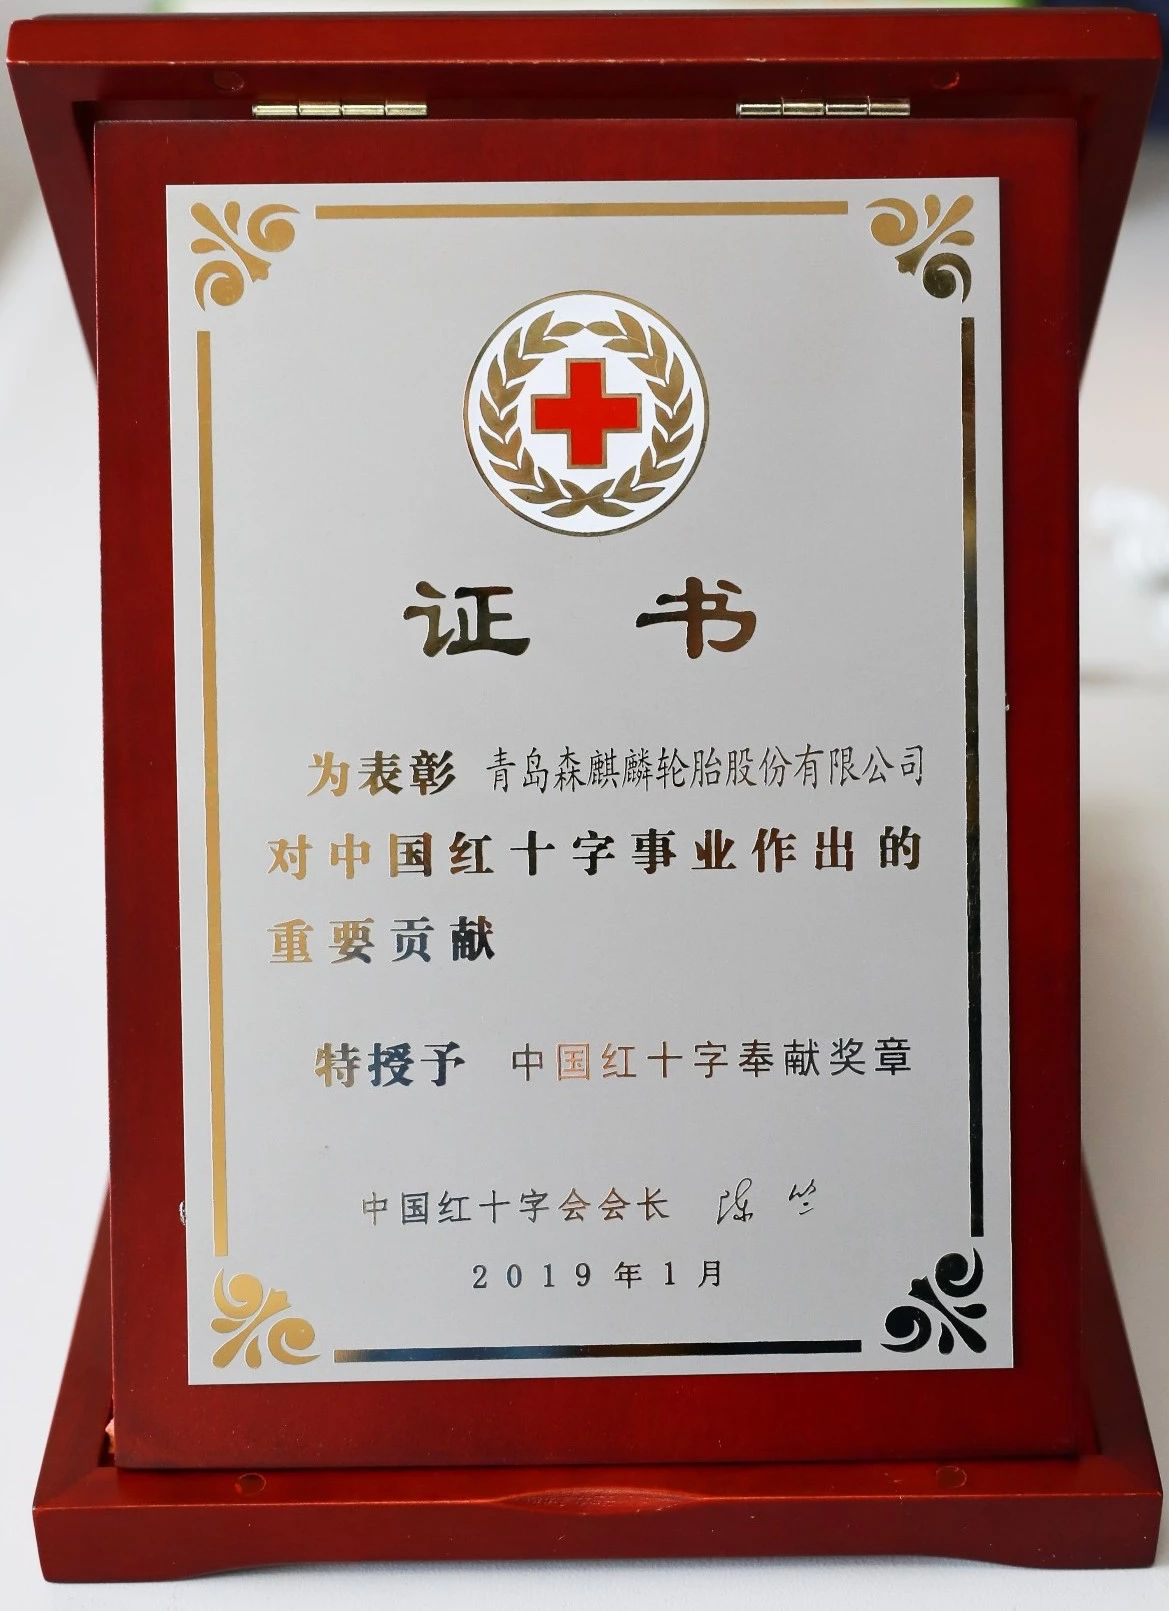 证书
为表彰 青岛森麒麟轮胎股份有限公司
对中国红十字事业作出的
重要贡献
特授予 中国红十字奉献奖章
中国红十字会会长 陈竺
2019年1月